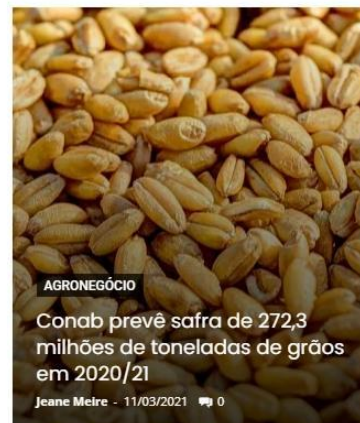 AGRONEGÓCIO
Conab prevê safra de 272,3
milhões de toneladas de grãos
em 2020/21
Jeane Meire - 11/03/2021 0